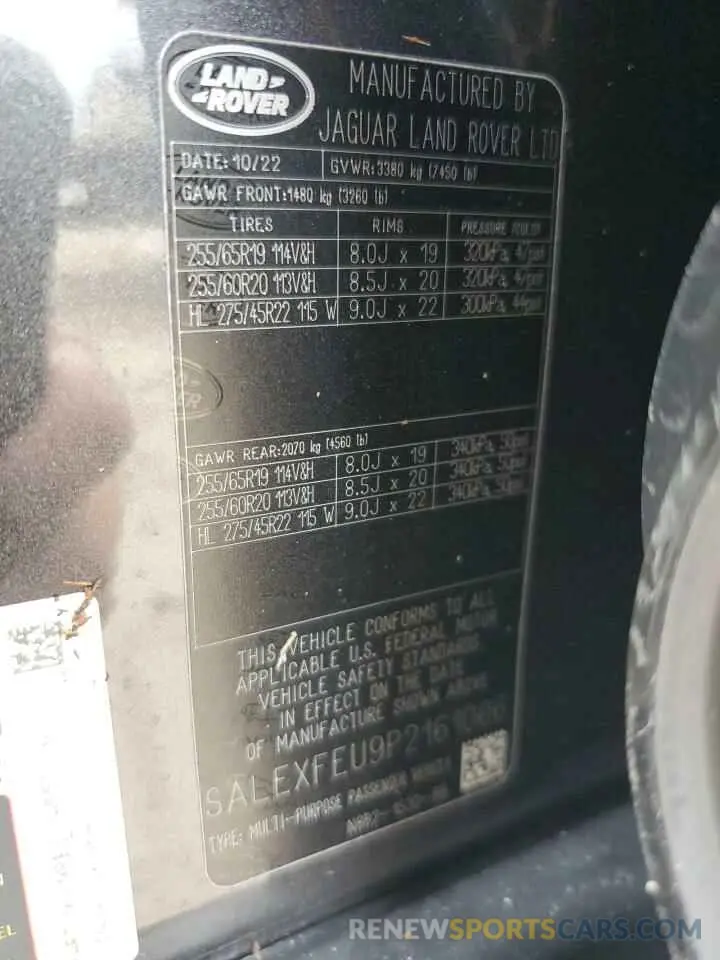 LAND
ROVER
MANUFACTURED BY
JAGUAR LAND ROVER LTD
DATE: 10/22 GVWR:3380 kg (7450 lb)
GAWR FRONT:1480 kg (3260 lb)
TIRES RIMS PRESSURE
255/65R19 114V&H 8.0J x 19 320kPa, 47psi
255/60R20 113V&H 8.5J x 20 320kPa, 47psi
HL 275/45R22 115 W 9.0J x 22 300kPa, 44psi
GAWR REAR:2070 kg (4560 lb)
255/65R19 114V&H 8.0J x 19 340kPa, 50psi
255/60R20 113V&H 8.5J x 20 340kPa, 50psi
HL 275/45R22 115 W 9.0J x 22 340kPa, 50psi
THIS VEHICLE CONFORMS TO ALL
APPLICABLE U.S. FEDERAL MOTOR
VEHICLE SAFETY STANDARDS
IN EFFECT ON THE DATE
OF MANUFACTURE SHOWN ABOVE
TYPE: MULTI-PURPOSE PASSENGER VEHICLE
RENEWSPORTSCARS.COM